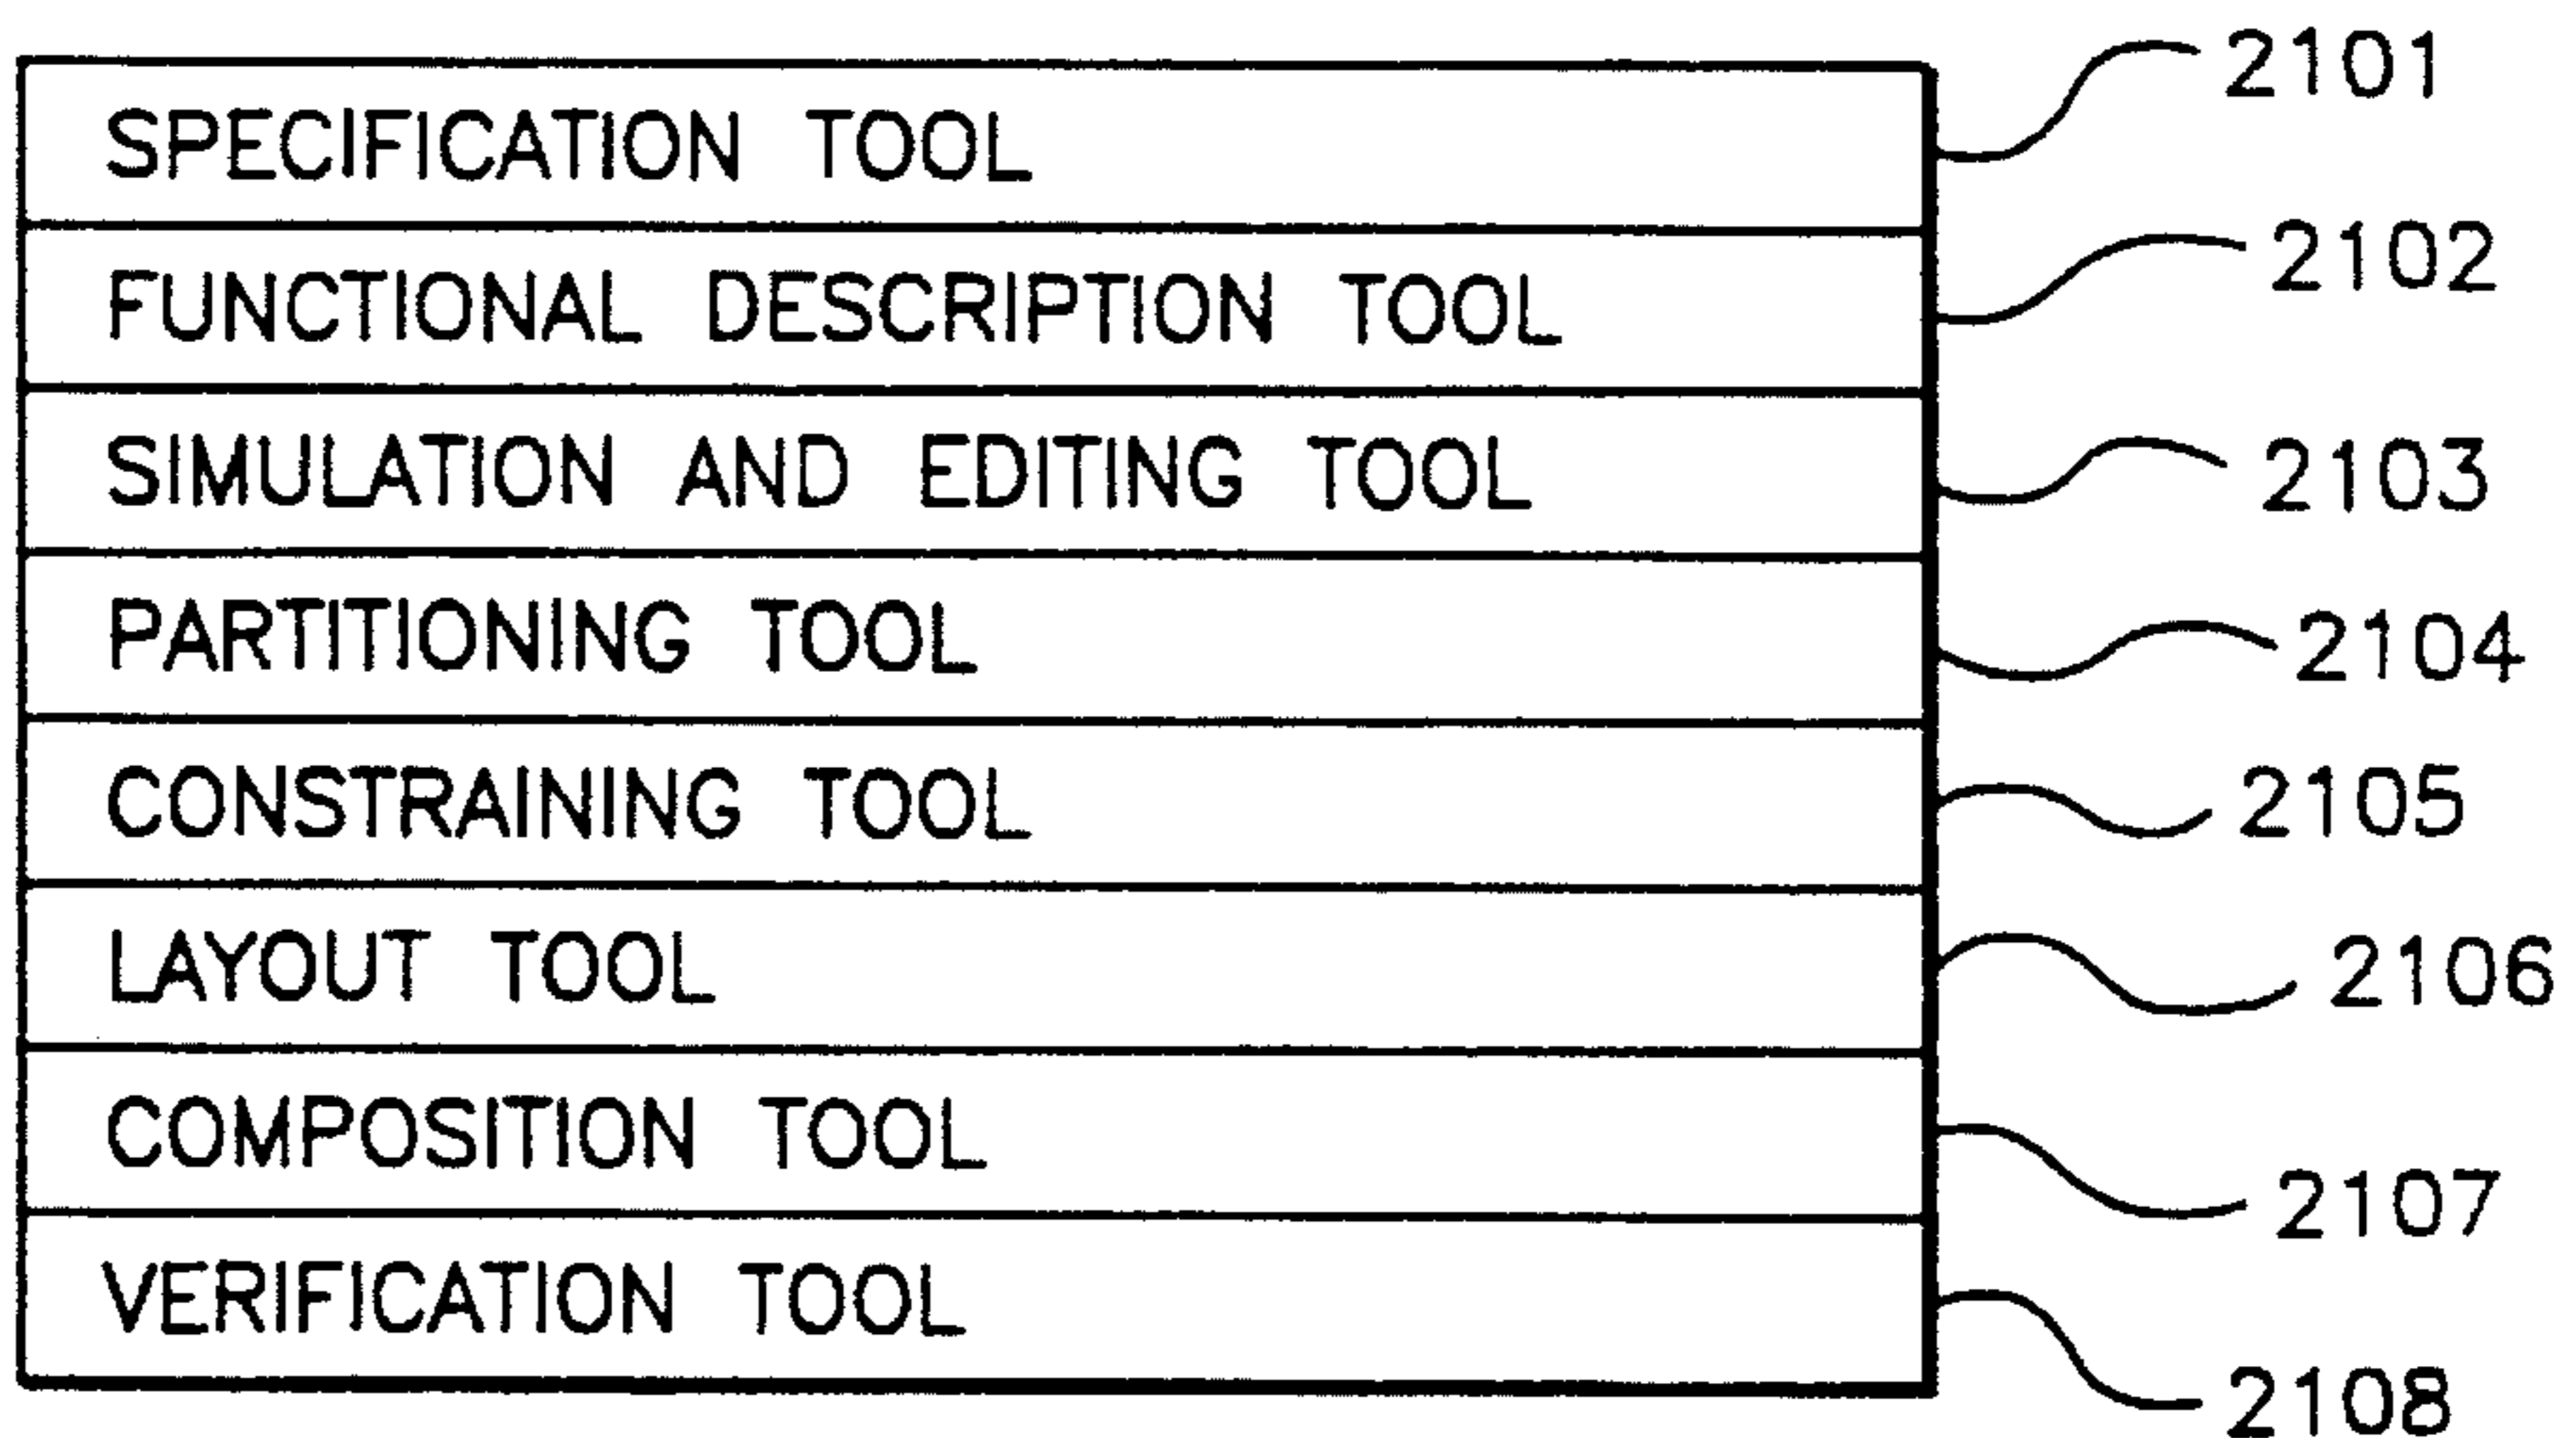 SPECIFICATION TOOL 2101
FUNCTIONAL DESCRIPTION TOOL 2102
SIMULATION AND EDITING TOOL 2103
PARTITIONING TOOL 2104
CONSTRAINING TOOL 2105
LAYOUT TOOL 2106
COMPOSITION TOOL 2107
VERIFICATION TOOL 2108